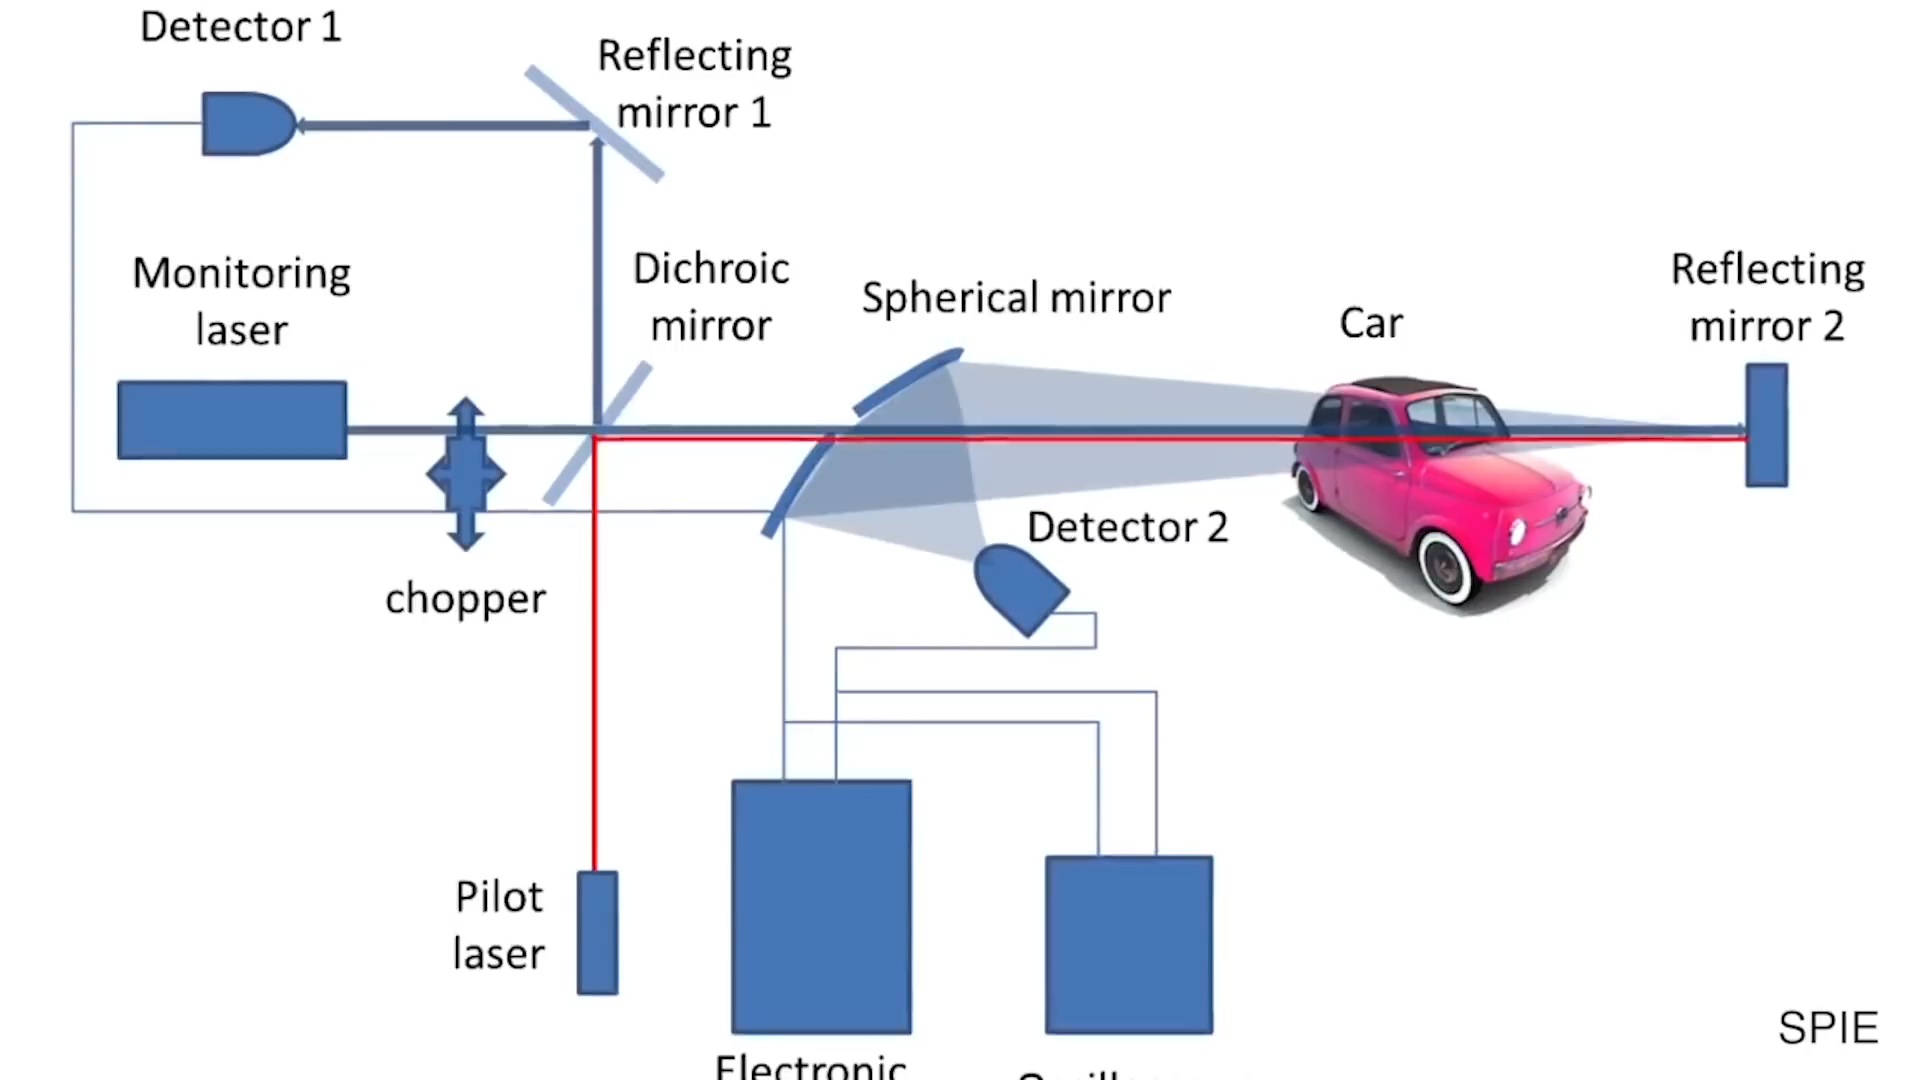 Detector 1
Reflecting
mirror 1
Monitoring
laser
Dichroic
mirror
Spherical mirror
Car
Reflecting
mirror 2
Detector 2
chopper
Pilot
laser
Electronic
SPIE